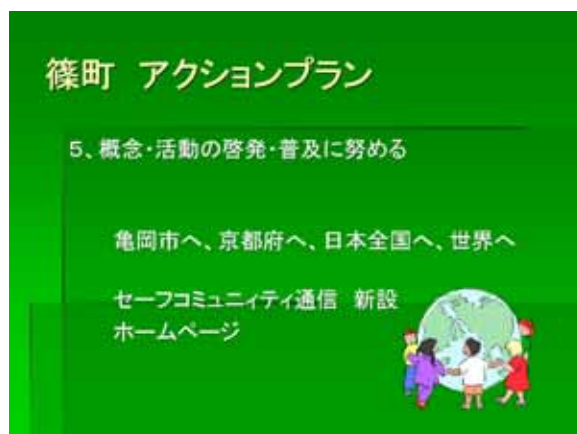 篠町 アクションプラン
5、概念・活動の啓発・普及に努める
亀岡市へ、京都府へ、日本全国へ、世界へ
セーフコミュニィティ通信 新設
ホームページ